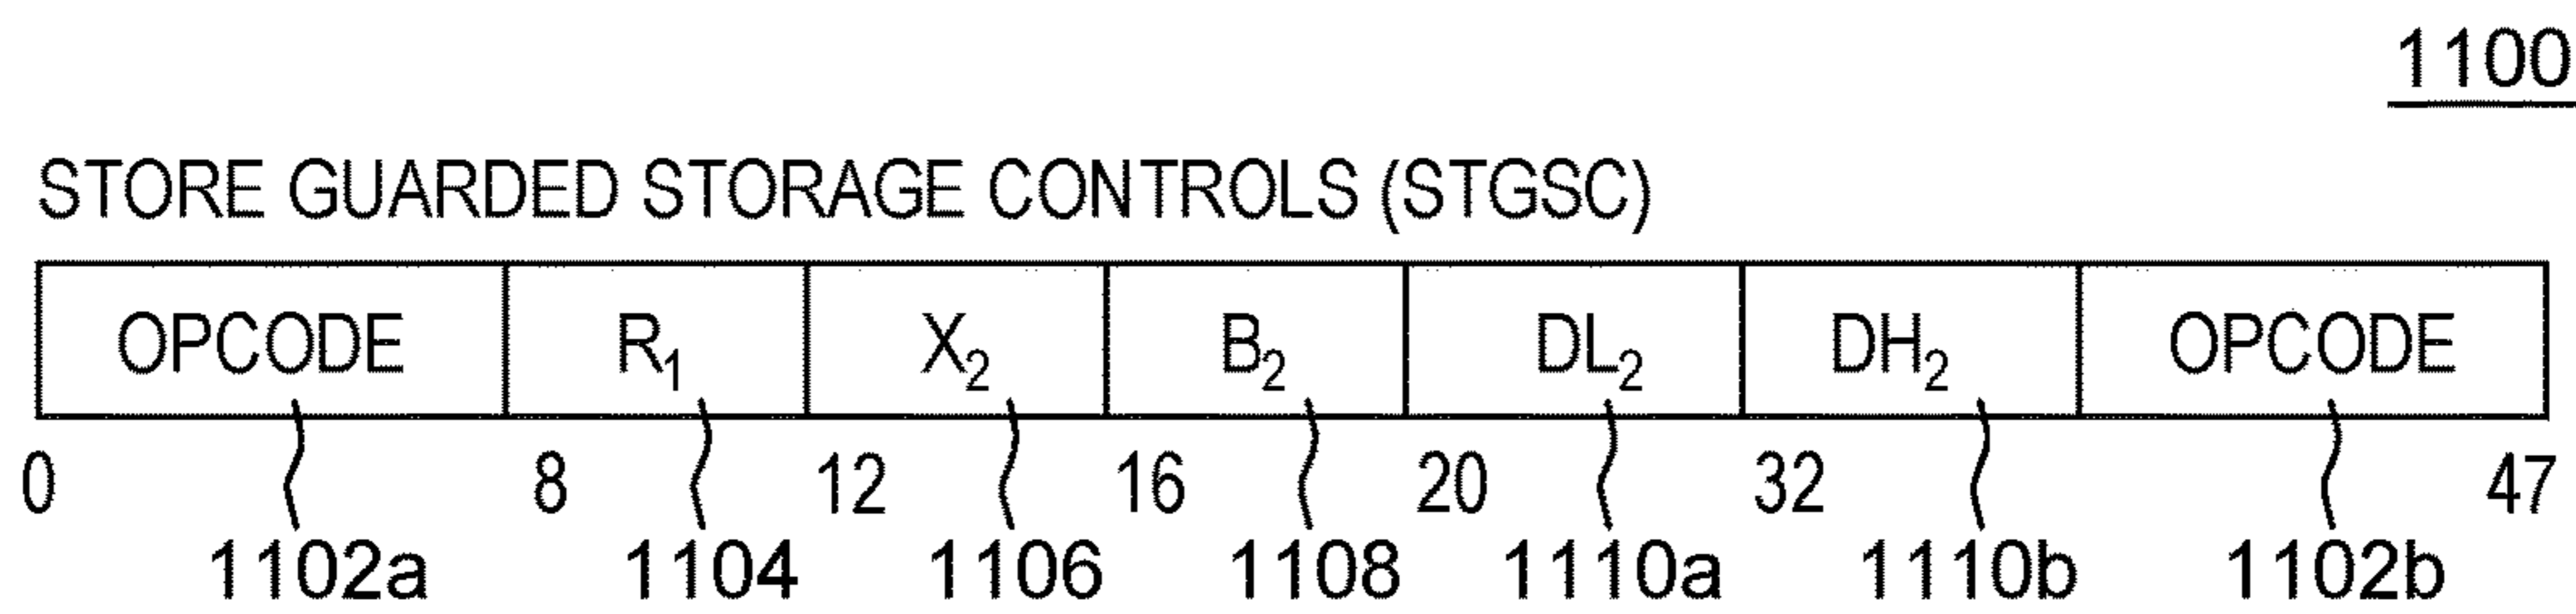 1100
STORE GUARDED STORAGE CONTROLS (STGSC)
OPCODE R1 X2 B2 DL2 DH2 OPCODE
0 8 12 16 20 32 47
1102a 1104 1106 1108 1110a 1110b 1102b